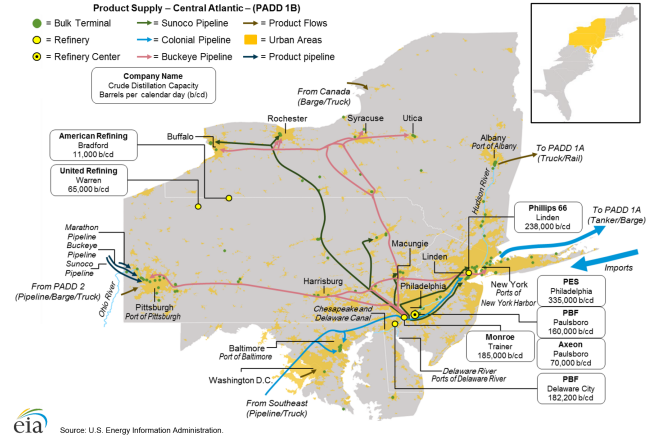 Product Supply – Central Atlantic – (PADD 1B)
= Bulk Terminal
= Sunoco Pipeline
= Product Flows
= Refinery
= Colonial Pipeline
= Urban Areas
= Refinery Center
= Buckeye Pipeline
= Product pipeline
Company Name
Crude Distillation Capacity
Barrels per calendar day (b/cd)
From Canada
(Barge/Truck)
Rochester
Syracuse
Utica
Buffalo
American Refining
Bradford
11,000 b/cd
Albany
Port of Albany
To PADD 1A
(Truck/Rail)
United Refining
Warren
65,000 b/cd
Hudson River
Phillips 66
Linden
238,000 b/cd
To PADD 1A
(Tanker/Barge)
Marathon
Pipeline
Buckeye
Pipeline
Sunoco
Pipeline
Macungie
Linden
Imports
From PADD 2
(Pipeline/Barge/Truck)
Ohio River
Pittsburgh
Port of Pittsburgh
Harrisburg
Philadelphia
New York
Ports of
New York Harbor
PES
Philadelphia
335,000 b/cd
Chesapeake and
Delaware Canal
PBF
Paulsboro
160,000 b/cd
Monroe
Trainer
185,000 b/cd
Axeon
Paulsboro
70,000 b/cd
Baltimore
Port of Baltimore
Delaware River
Ports of Delaware River
Washington D.C.
PBF
Delaware City
182,200 b/cd
From Southeast
(Pipeline/Truck)
eia
Source: U.S. Energy Information Administration.